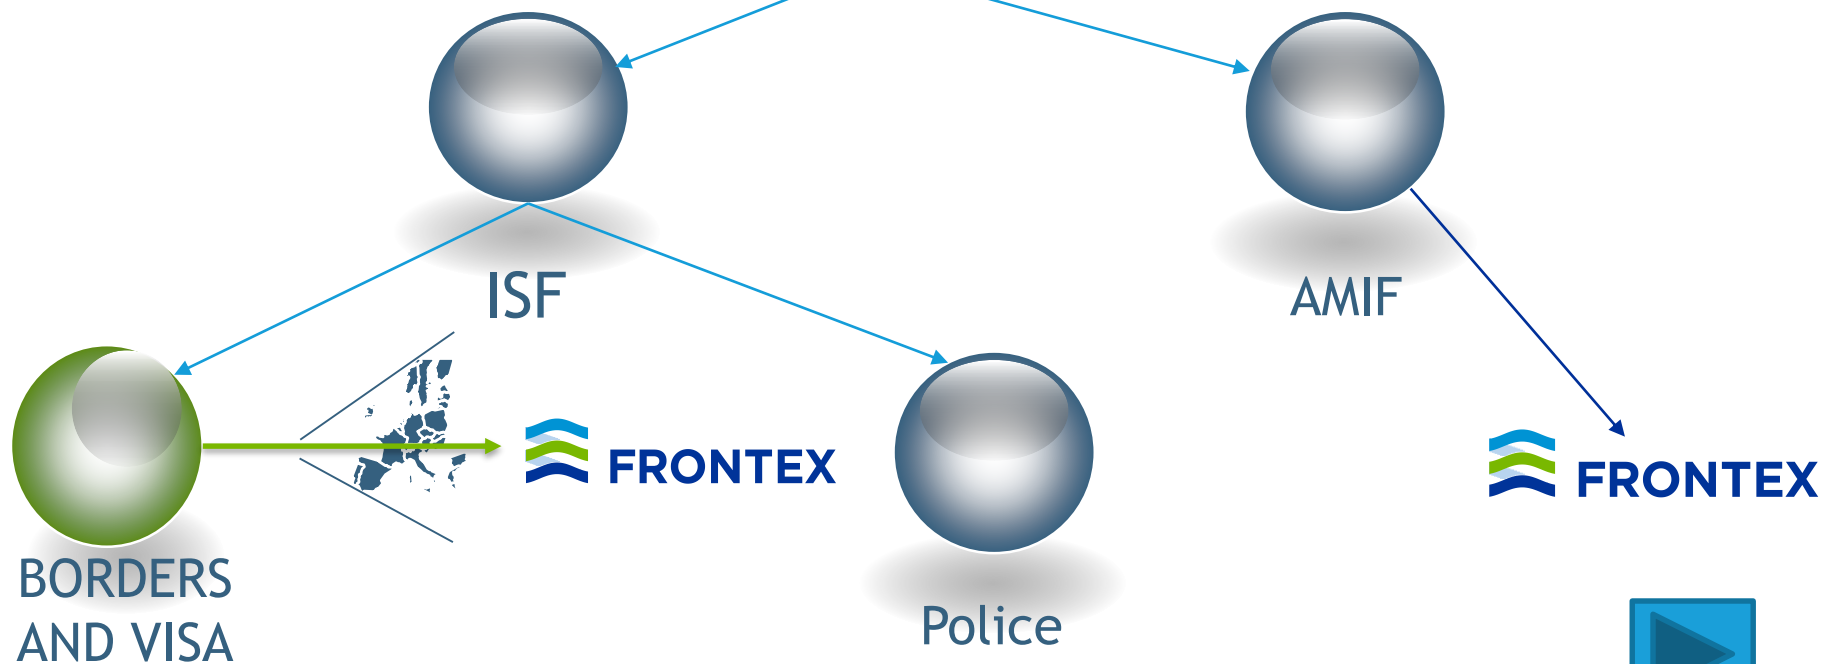 ISF
AMIF
FRONTEX
FRONTEX
BORDERS
AND VISA
Police